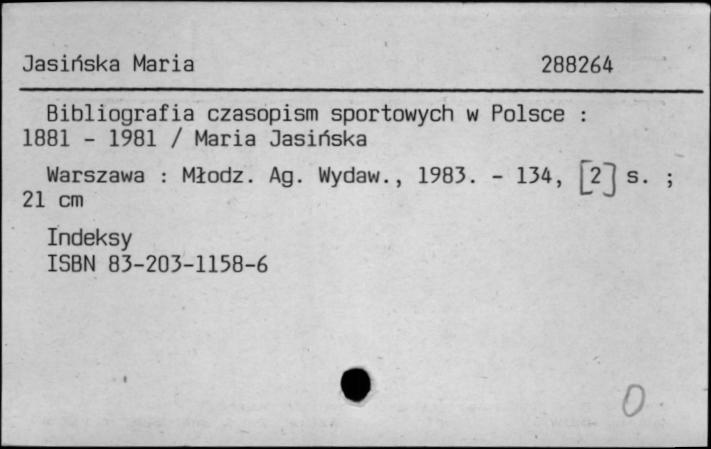 Jasińska Maria 288264
Bibliografia czasopism sportowych w Polsce :
1881 - 1981 / Maria Jasińska
Warszawa : Młodz. Ag. Wydaw., 1983. - 134, [2] s. ;
21 cm
Indeksy
ISBN 83-203-1158-6
0